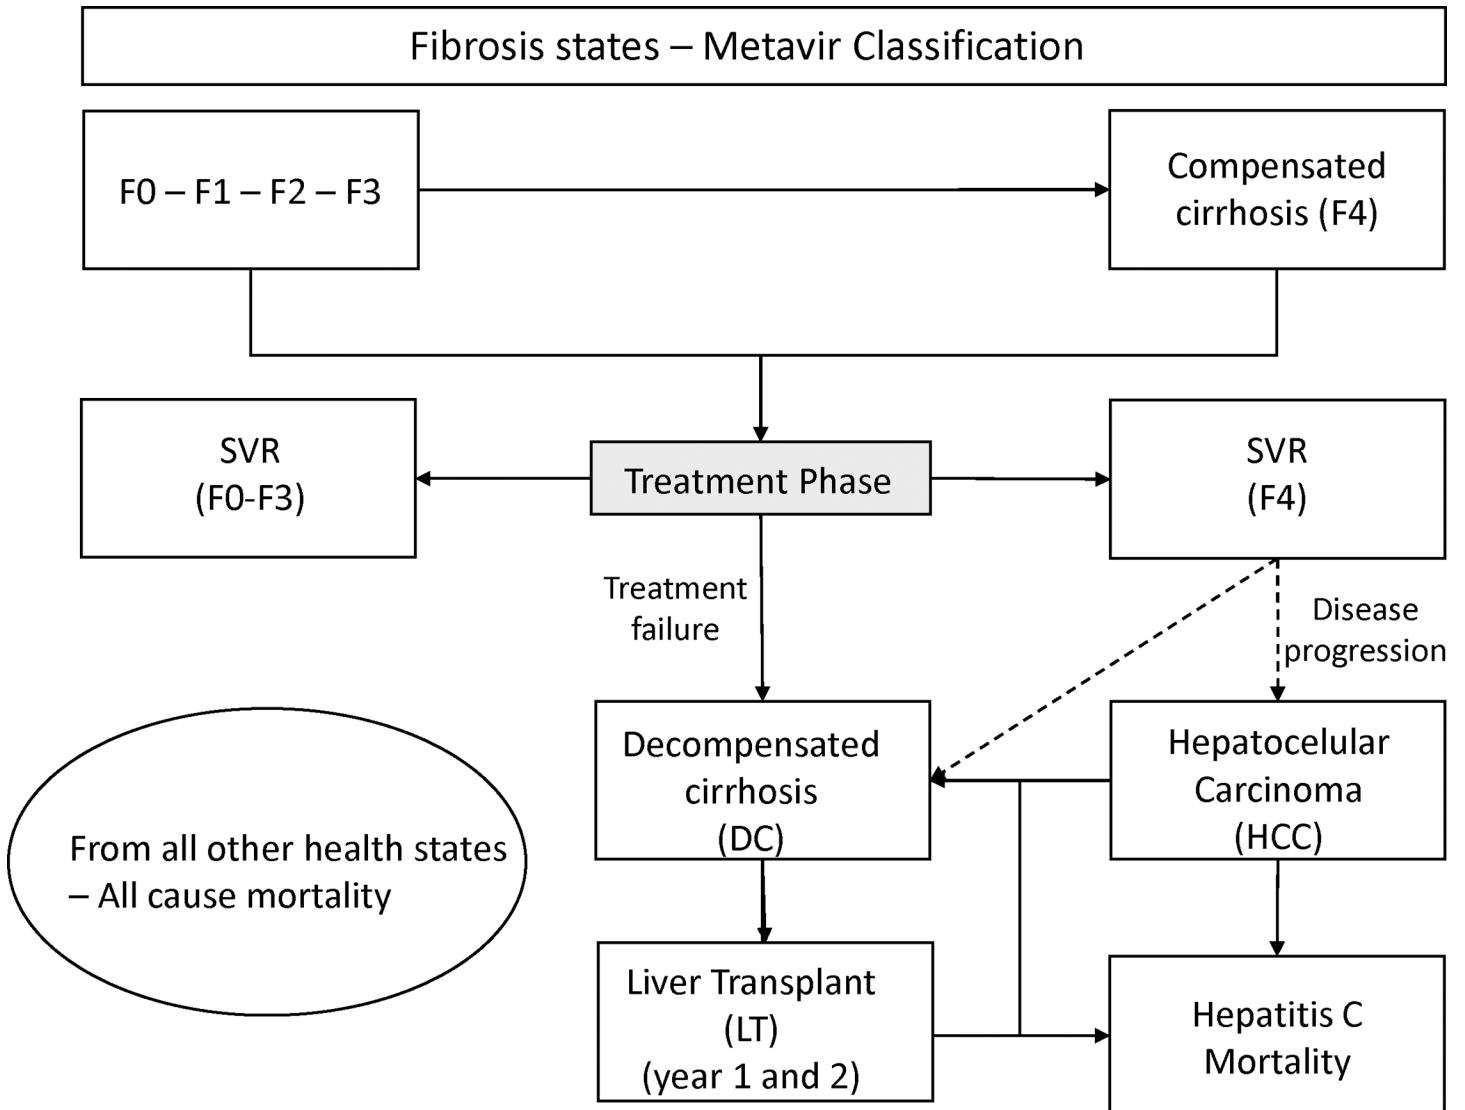 Fibrosis states – Metavir Classification
F0 – F1 – F2 – F3
Compensated
cirrhosis (F4)
SVR
(F0-F3)
Treatment Phase
SVR
(F4)
Treatment
failure
Disease
progression
Decompensated
cirrhosis
(DC)
Hepatocelular
Carcinoma
(HCC)
From all other health states
– All cause mortality
Liver Transplant
(LT)
(year 1 and 2)
Hepatitis C
Mortality